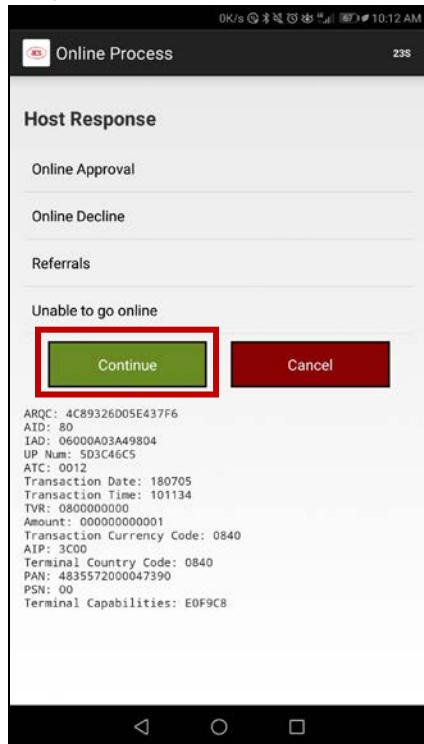 0K/s 67 10:12 AM
ACS Online Process 23S
Host Response
Online Approval
Online Decline
Referrals
Unable to go online
Continue Cancel
ARQC: 4C89326D05E437F6
AID: 80
IAD: 06000A03A49804
UP Num: 5D3C46C5
ATC: 0012
Transaction Date: 180705
Transaction Time: 101134
TVR: 0800000000
Amount: 000000000001
Transaction Currency Code: 0840
AIP: 3C00
Terminal Country Code: 0840
PAN: 4835572000047390
PSN: 00
Terminal Capabilities: E0F9C8